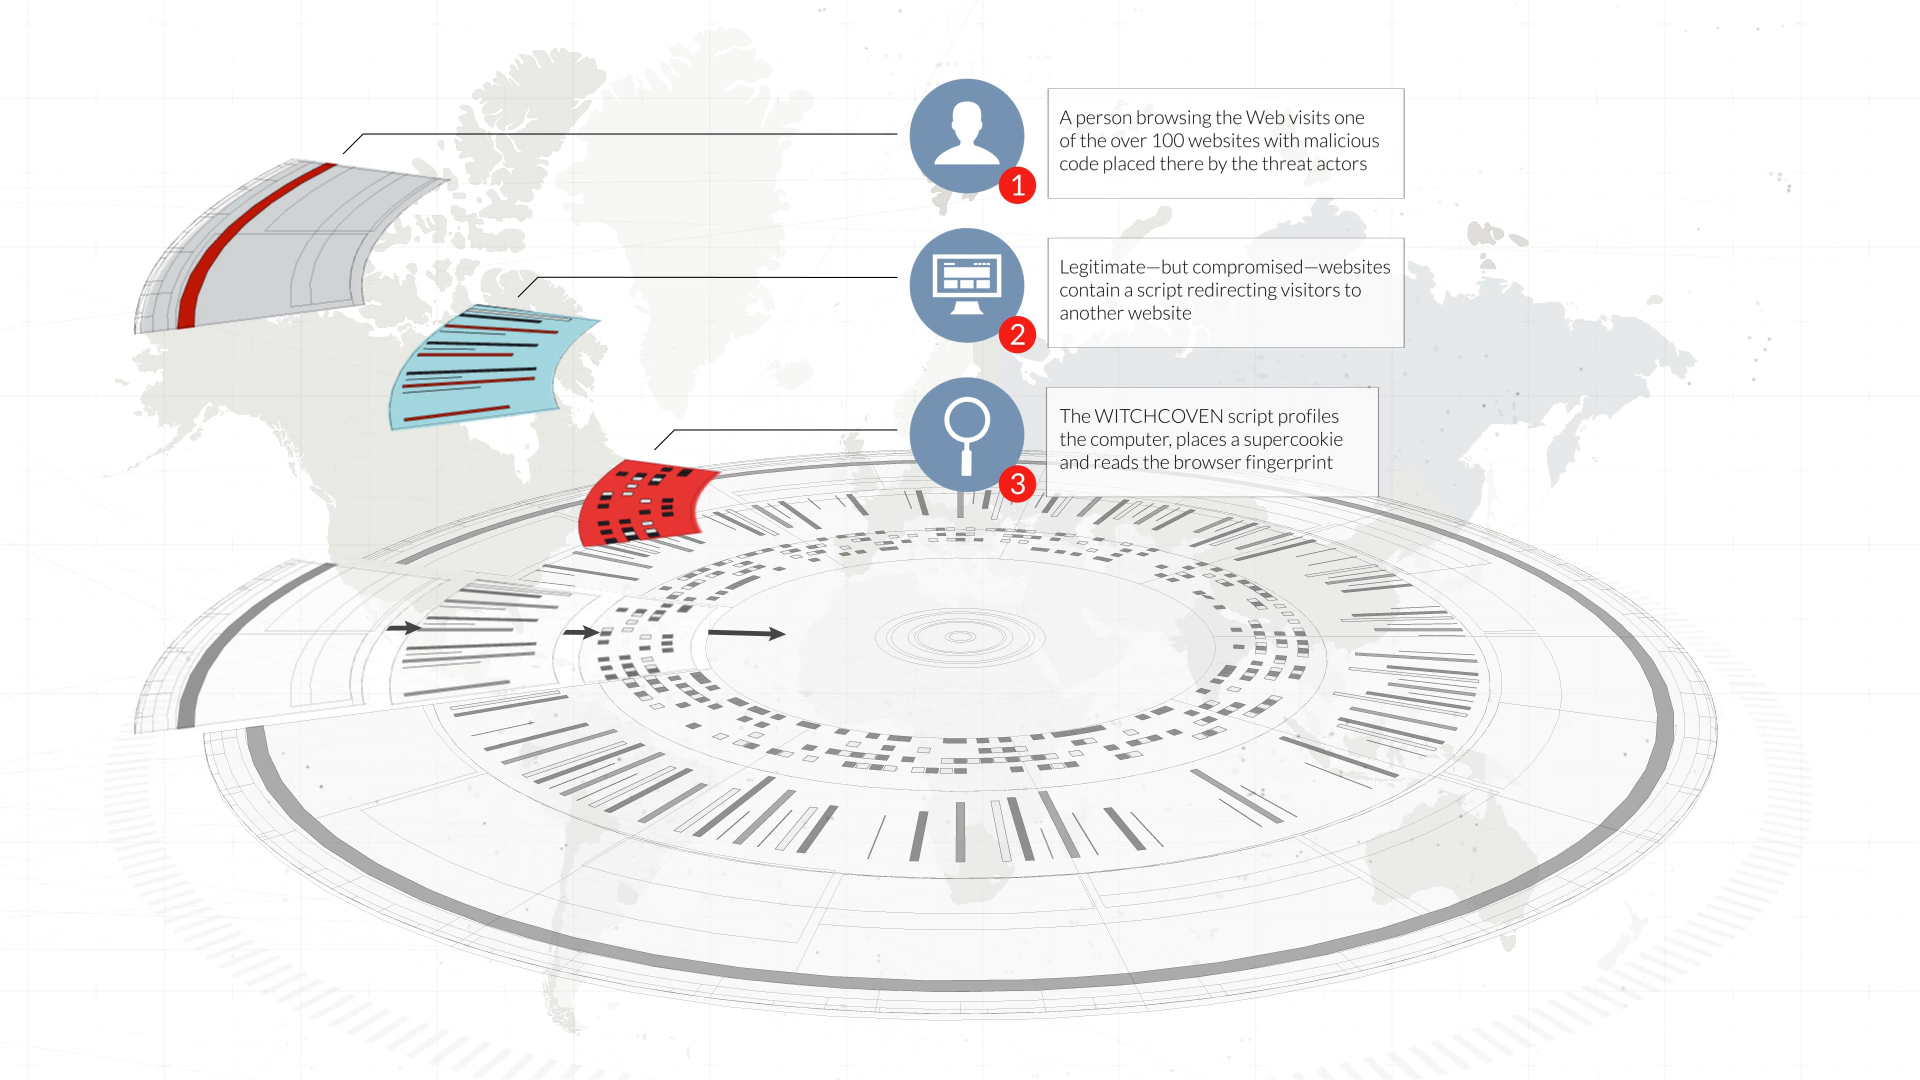 A person browsing the Web visits one
of the over 100 websites with malicious
code placed there by the threat actors
1
Legitimate—but compromised—websites
contain a script redirecting visitors to
another website
2
The WITCHCOVEN script profiles
the computer, places a supercookie
and reads the browser fingerprint
3